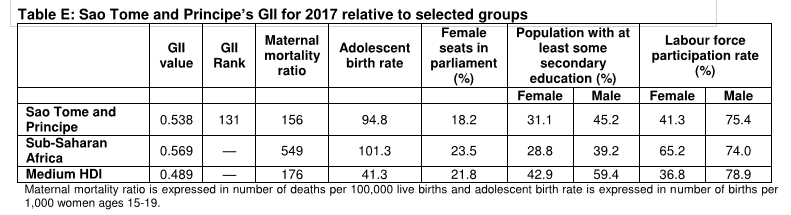 Table E: Sao Tome and Principe's GII for 2017 relative to selected groups
GII value GII Rank Maternal mortality ratio Adolescent birth rate Female seats in parliament (%) Population with at least some secondary education (%) Labour force participation rate (%)
Female Male Female Male
Sao Tome and Principe 0.538 131 156 94.8 18.2 31.1 45.2 41.3 75.4
Sub-Saharan Africa 0.569 — 549 101.3 23.5 28.8 39.2 65.2 74.0
Medium HDI 0.489 — 176 41.3 21.8 42.9 59.4 36.8 78.9
Maternal mortality ratio is expressed in number of deaths per 100,000 live births and adolescent birth rate is expressed in number of births per
1,000 women ages 15-19.